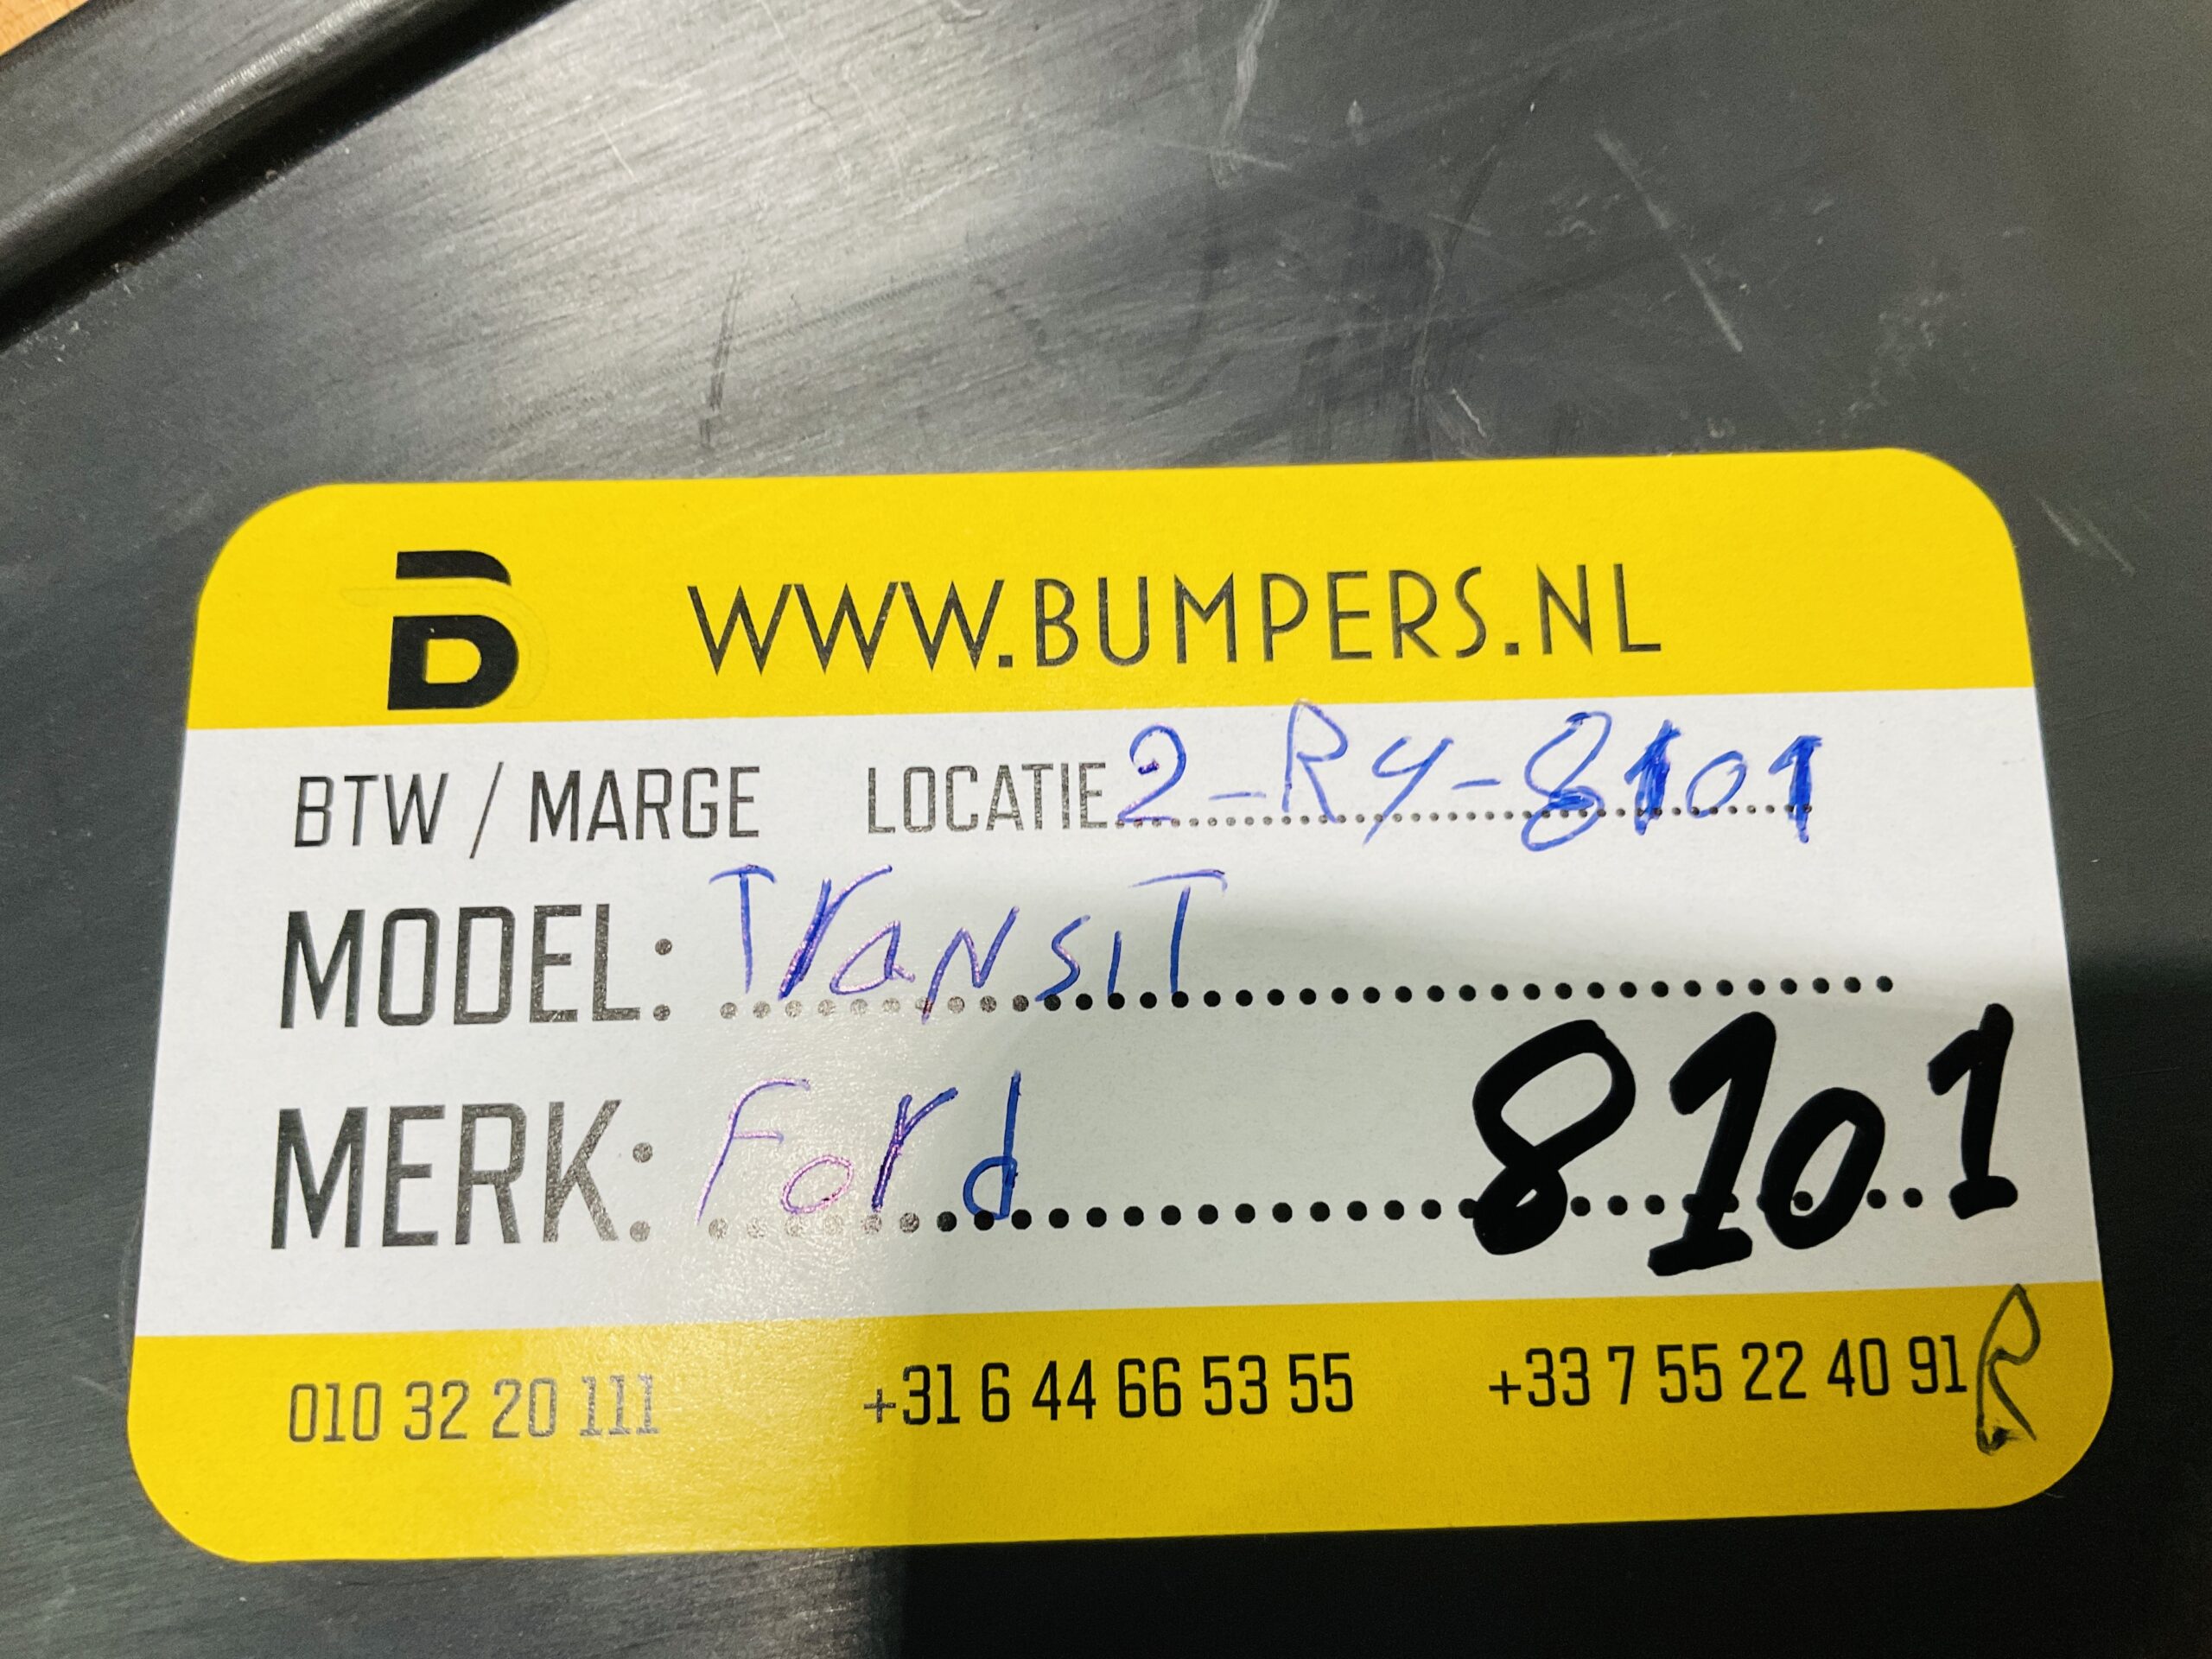 B WWW.BUMPERS.NL
BTW / MARGE LOCATIE 2-R4-8101
MODEL: Transit
MERK: Ford 8101
010 32 20 111 +31 6 44 66 53 55 +33 7 55 22 40 91 R